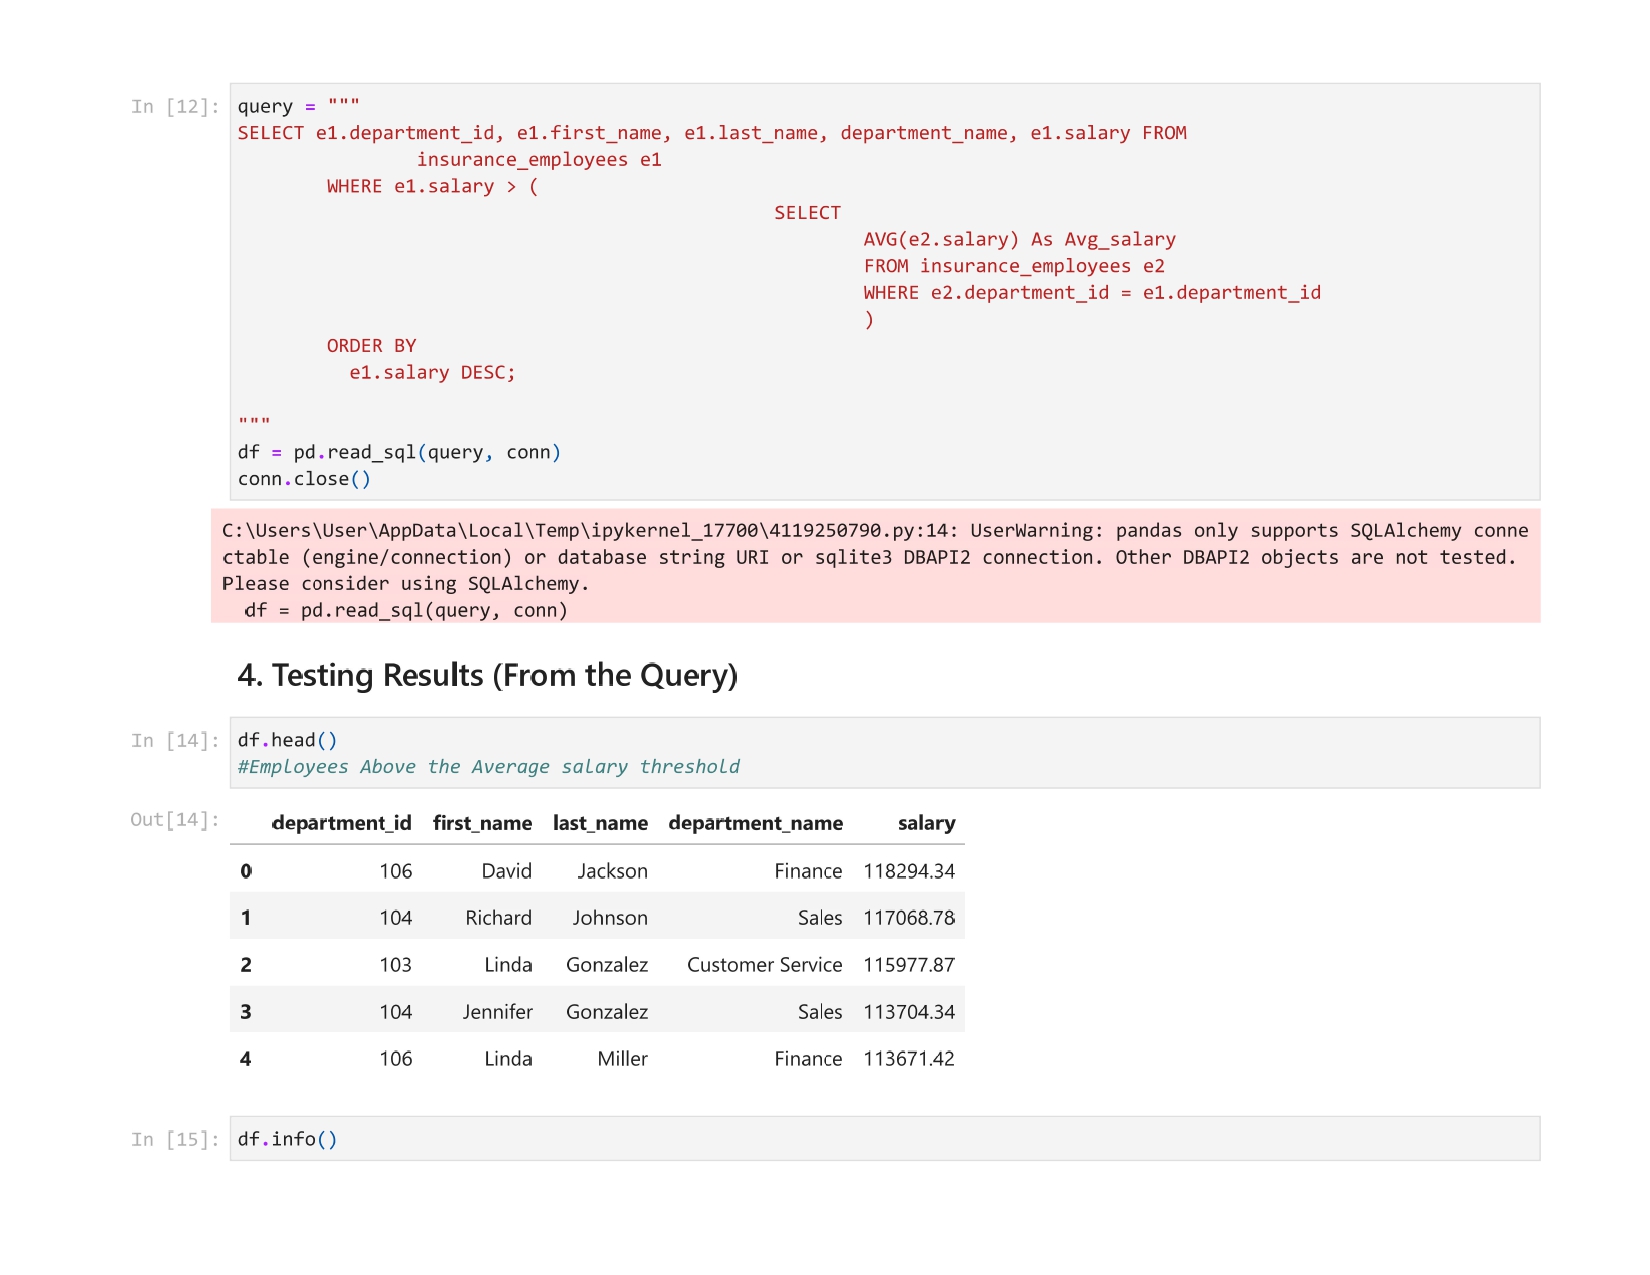 In [12]: query = """
SELECT e1.department_id, e1.first_name, e1.last_name, department_name, e1.salary FROM
insurance_employees e1
WHERE e1.salary > (
SELECT
AVG(e2.salary) As Avg_salary
FROM insurance_employees e2
WHERE e2.department_id = e1.department_id
)
ORDER BY
e1.salary DESC;
"""
df = pd.read_sql(query, conn)
conn.close()
C:\Users\User\AppData\Local\Temp\ipykernel_17700\4119250790.py:14: UserWarning: pandas only supports SQLAlchemy conne
ctable (engine/connection) or database string URI or sqlite3 DBAPI2 connection. Other DBAPI2 objects are not tested.
Please consider using SQLAlchemy.
df = pd.read_sql(query, conn)
4. Testing Results (From the Query)
In [14]: df.head()
#Employees Above the Average salary threshold
Out[14]: department_id first_name last_name department_name salary
0 106 David Jackson Finance 118294.34
1 104 Richard Johnson Sales 117068.78
2 103 Linda Gonzalez Customer Service 115977.87
3 104 Jennifer Gonzalez Sales 113704.34
4 106 Linda Miller Finance 113671.42
In [15]: df.info()